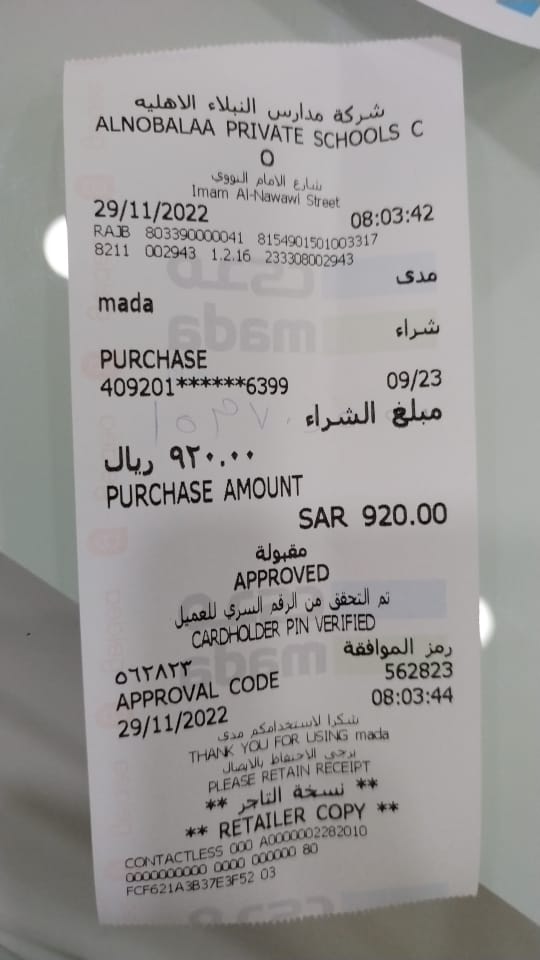 شركة مدارس النبلاء الاهليه
ALNOBALAA PRIVATE SCHOOLS C
O
شارع الامام النووي
Imam Al-Nawawi Street
29/11/2022 08:03:42
RAJB 803390000041 8154901501003317
8211 002943 1.2.16 233308002943
مدى
mada
شراء
PURCHASE
409201******6399 09/23
مبلغ الشراء
٩٢٠.٠٠ ريال
PURCHASE AMOUNT
SAR 920.00
مقبولة
APPROVED
تم التحقق من الرقم السري للعميل
CARDHOLDER PIN VERIFIED
رمز الموافقة
٥٦٢٨٢٣ 562823
APPROVAL CODE
29/11/2022 08:03:44
شكرا لاستخدامكم مدى
THANK YOU FOR USING mada
يرجى الاحتفاظ بالايصال
PLEASE RETAIN RECEIPT
** نسخة التاجر **
** RETAILER COPY **
CONTACTLESS 000 A0000002282010
0000000000 0000 000000 80
FCF621A3B37E3F52 03